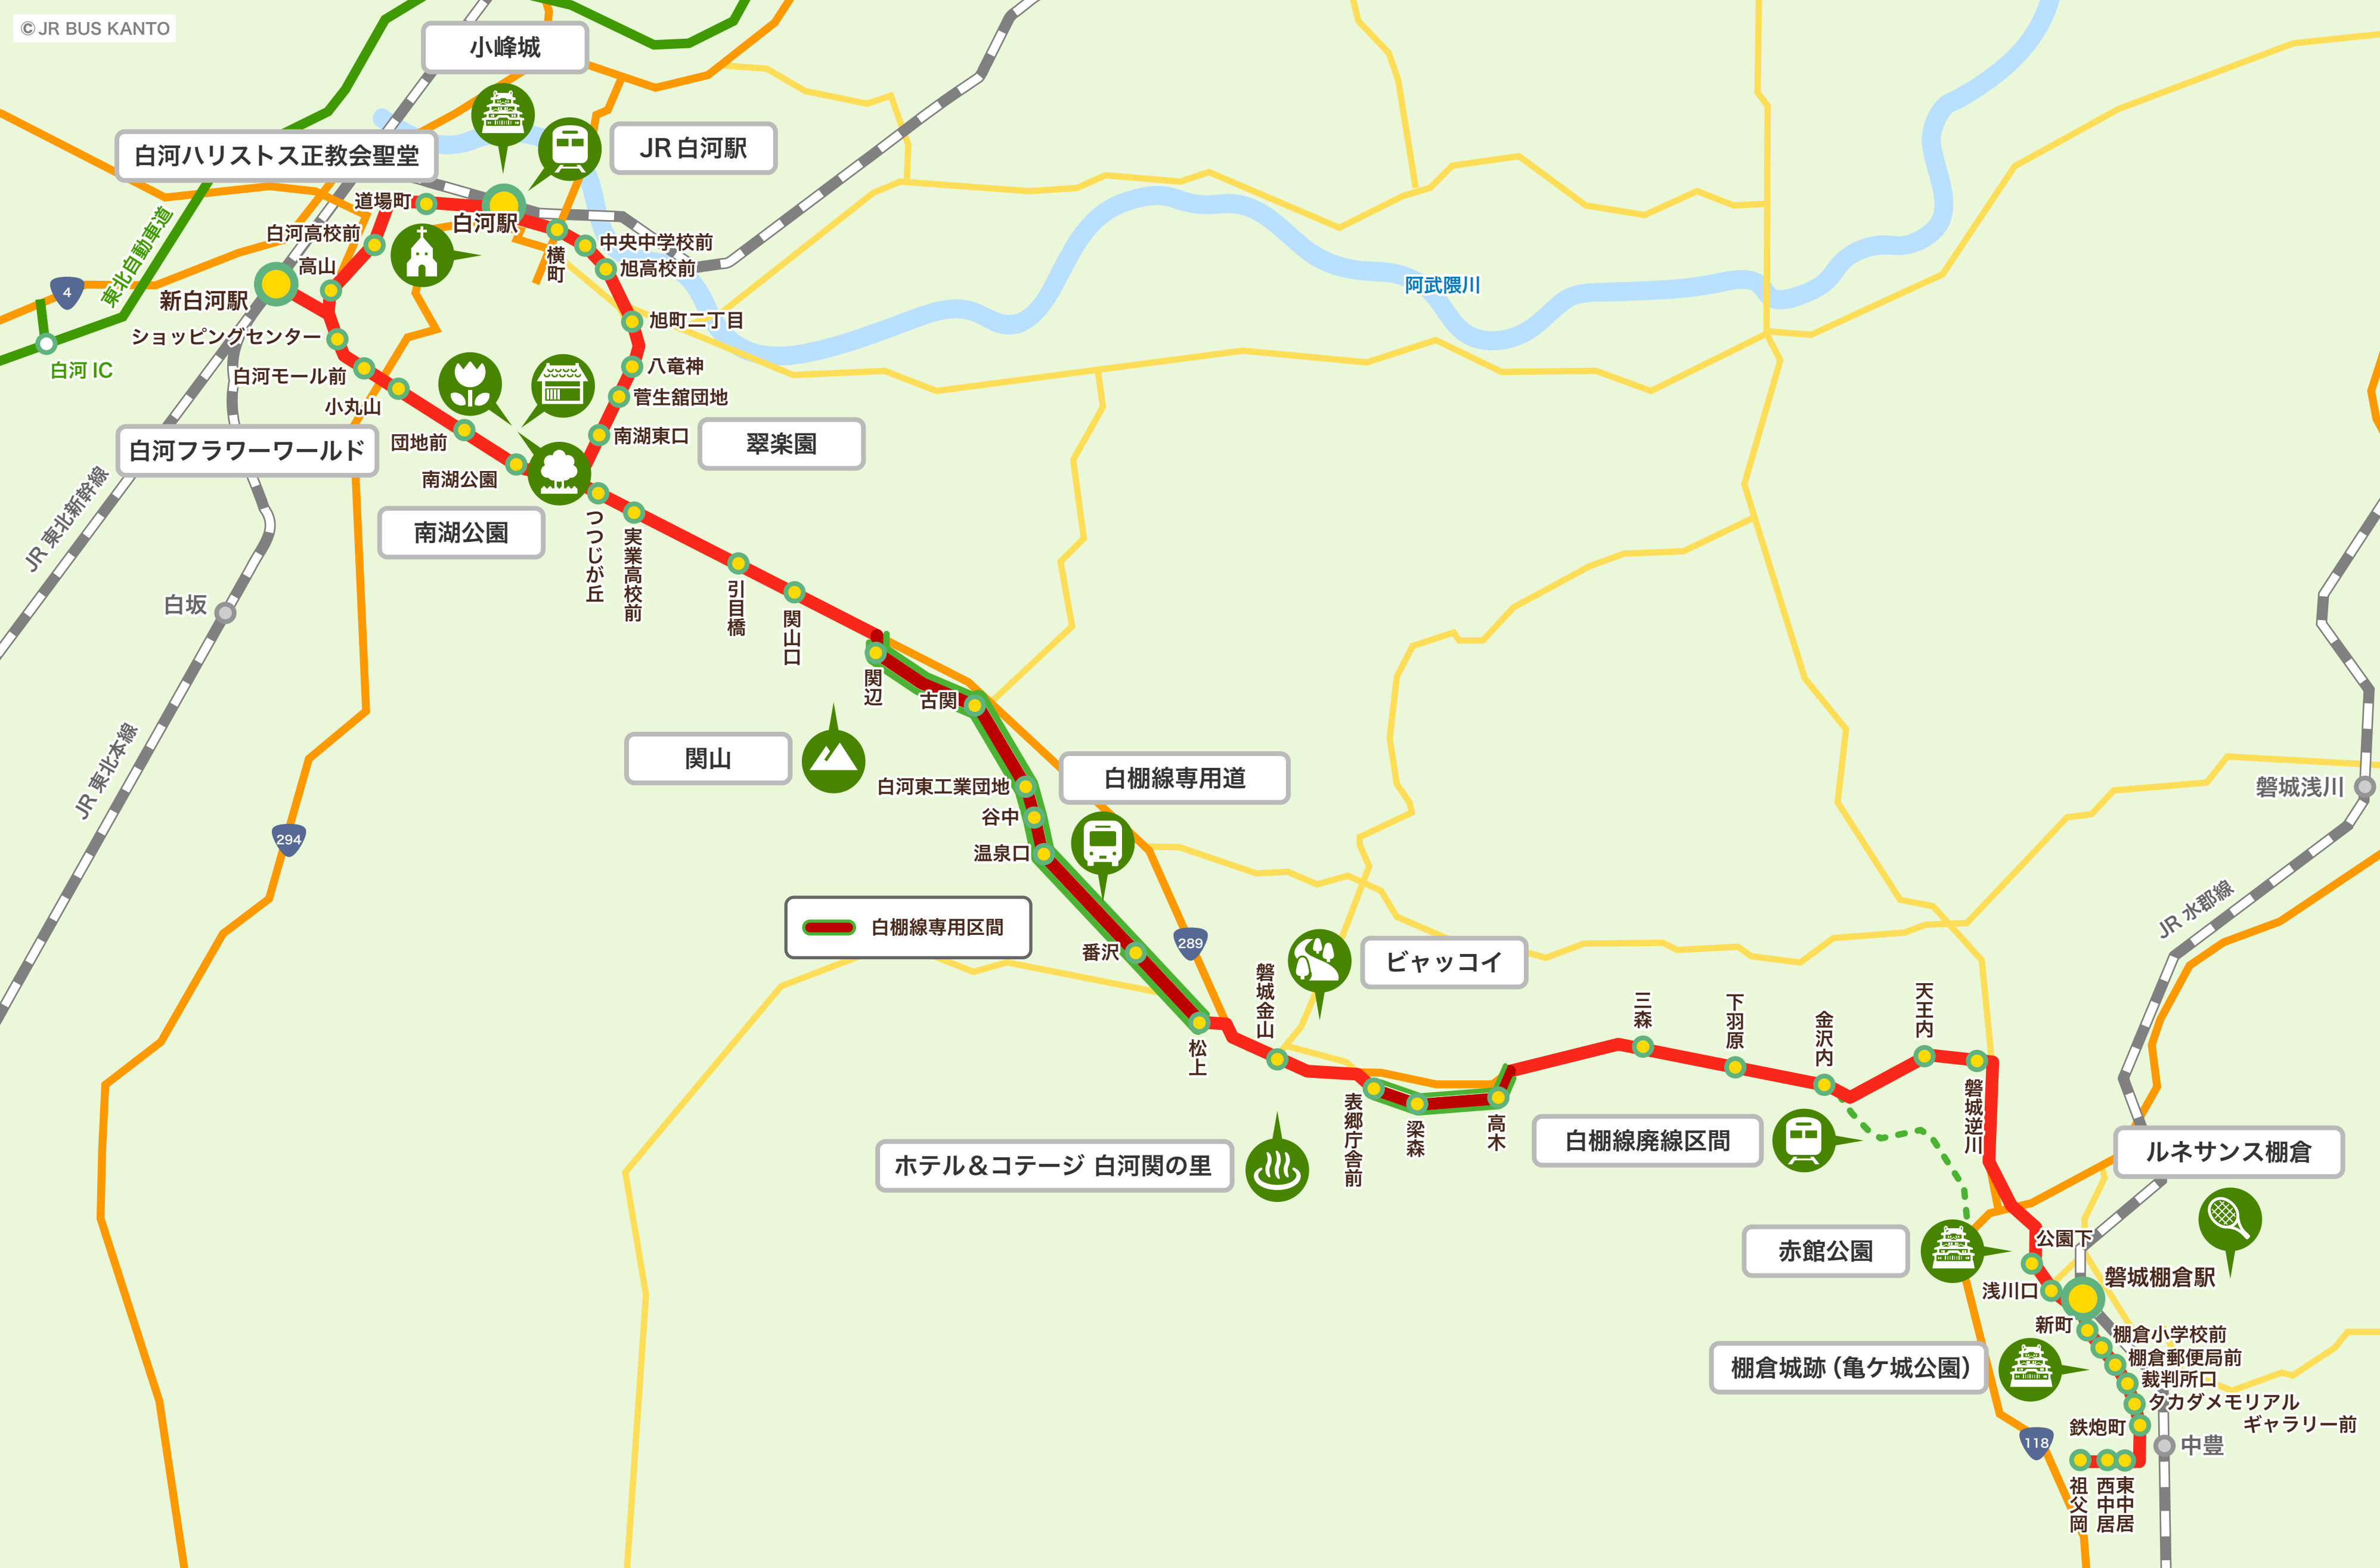 ©JR BUS KANTO
小峰城
JR白河駅
白河ハリストス正教会聖堂
道場町
白河駅
白河高校前
高山
新白河駅
横町
中央中学校前
旭高校前
東北自動車道
4
白河IC
ショッピングセンター
白河モール前
小丸山
旭町二丁目
八竜神
菅生舘団地
南湖東口
翠楽園
阿武隈川
白河フラワーワールド
団地前
南湖公園
南湖公園
JR東北新幹線
つつじが丘
実業高校前
引目橋
関山口
白坂
関辺
古関
関山
白棚線専用道
白河東工業団地
谷中
温泉口
JR東北本線
294
白棚線専用区間
番沢
289
松上
磐城金山
ビャッコイ
表郷庁舎前
梁森
高木
ホテル&コテージ 白河関の里
三森
下羽原
金沢内
天王内
磐城逆川
白棚線廃線区間
磐城浅川
JR水郡線
ルネサンス棚倉
赤館公園
公園下
浅川口
磐城棚倉駅
新町
棚倉小学校前
棚倉郵便局前
裁判所口
タカダメモリアル
ギャラリー前
棚倉城跡(亀ケ城公園)
鉄炮町
中豊
118
祖父岡
西中居
東中居